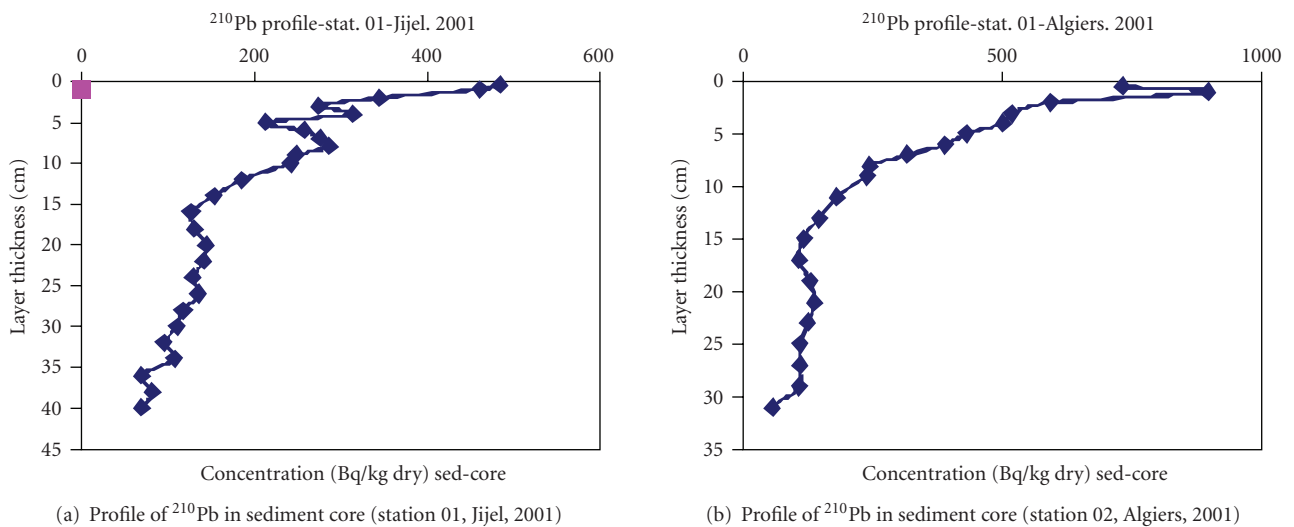 ²¹⁰Pb profile-stat. 01-Jijel. 2001
0 200 400 600
0
5
10
15
20
25
30
35
40
45
Layer thickness (cm)
Concentration (Bq/kg dry) sed-core
(a) Profile of ²¹⁰Pb in sediment core (station 01, Jijel, 2001)
²¹⁰Pb profile-stat. 01-Algiers. 2001
0 500 1000
0
5
10
15
20
25
30
35
Layer thickness (cm)
Concentration (Bq/kg dry) sed-core
(b) Profile of ²¹⁰Pb in sediment core (station 02, Algiers, 2001)